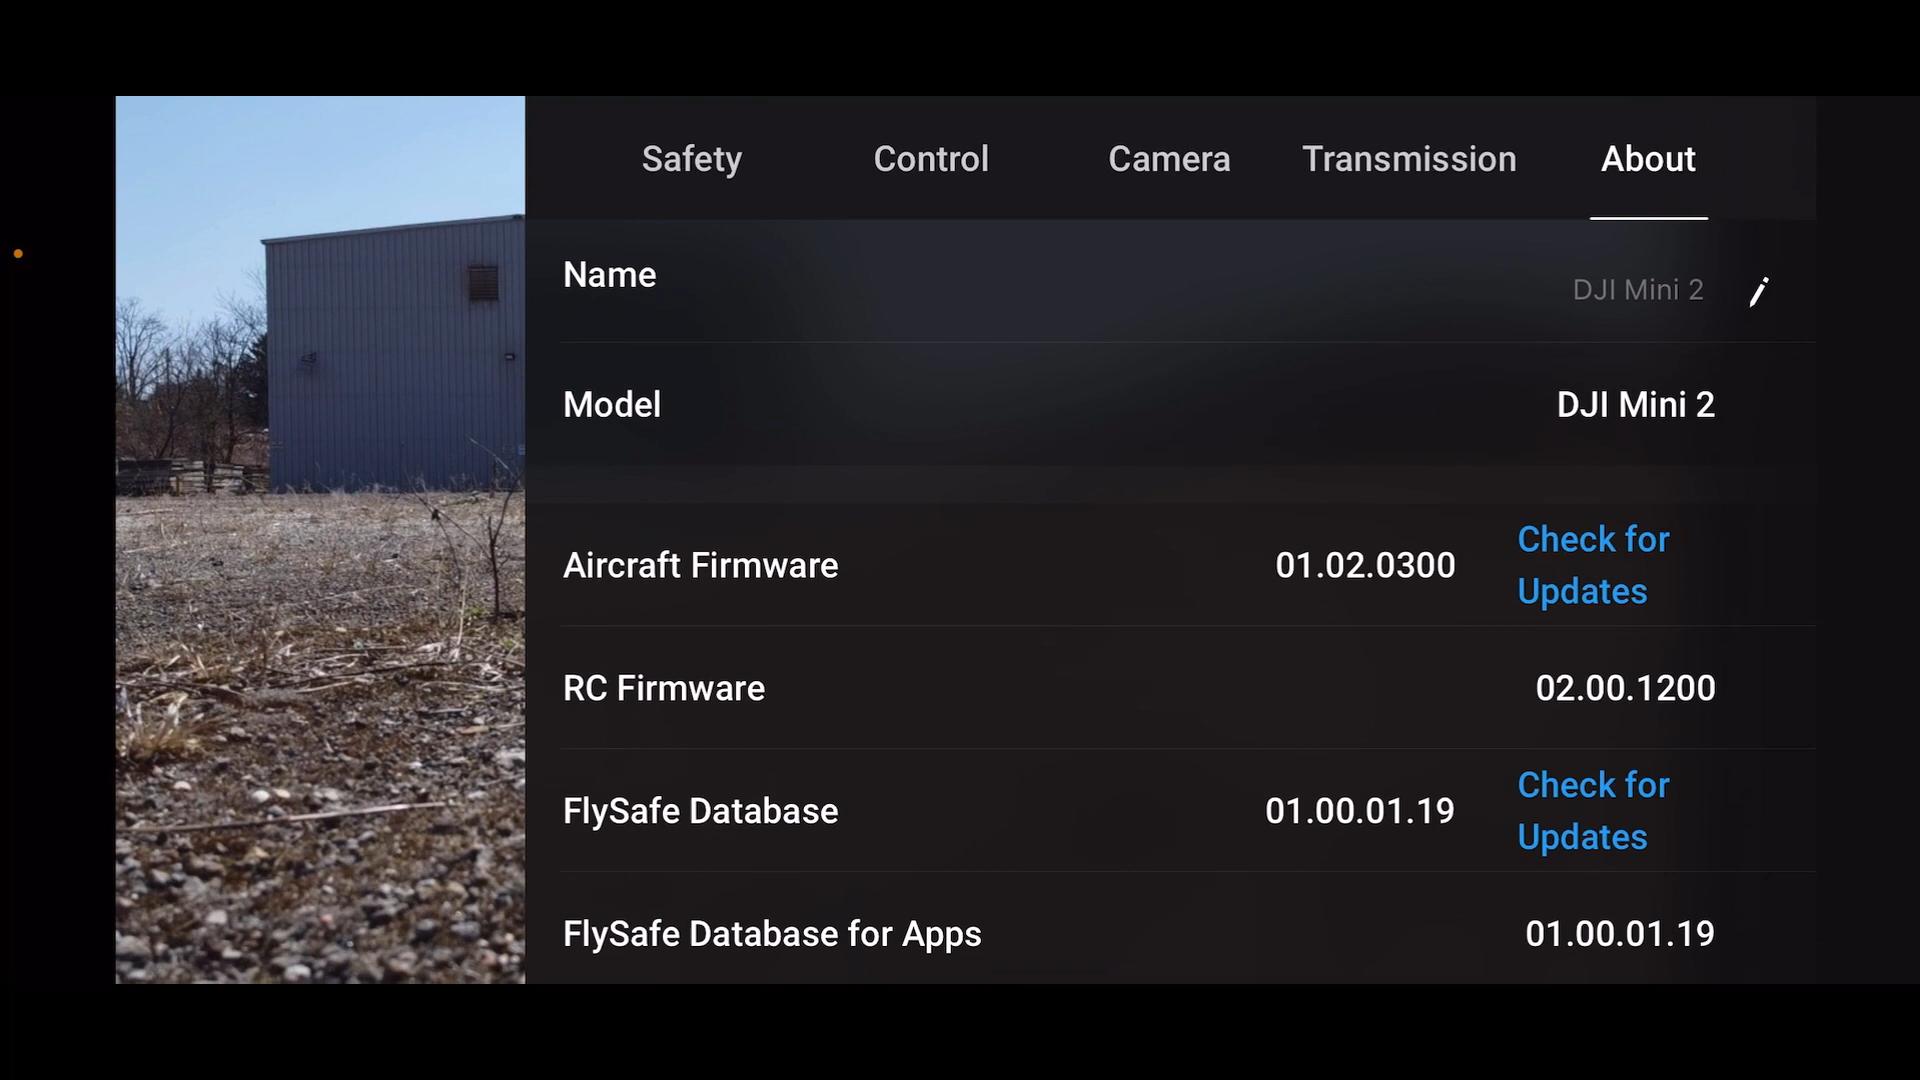 Safety Control Camera Transmission About
Name DJI Mini 2
Model DJI Mini 2
Aircraft Firmware 01.02.0300 Check for
Updates
RC Firmware 02.00.1200
FlySafe Database 01.00.01.19 Check for
Updates
FlySafe Database for Apps 01.00.01.19